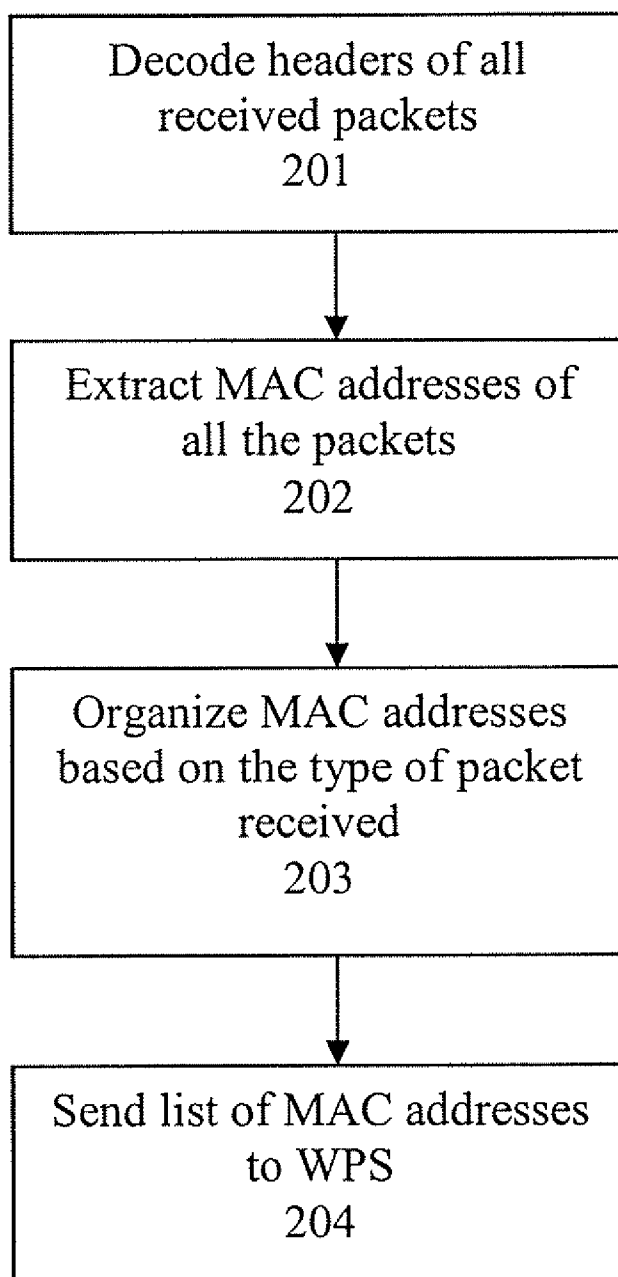 Decode headers of all
received packets
201
Extract MAC addresses of
all the packets
202
Organize MAC addresses
based on the type of packet
received
203
Send list of MAC addresses
to WPS
204